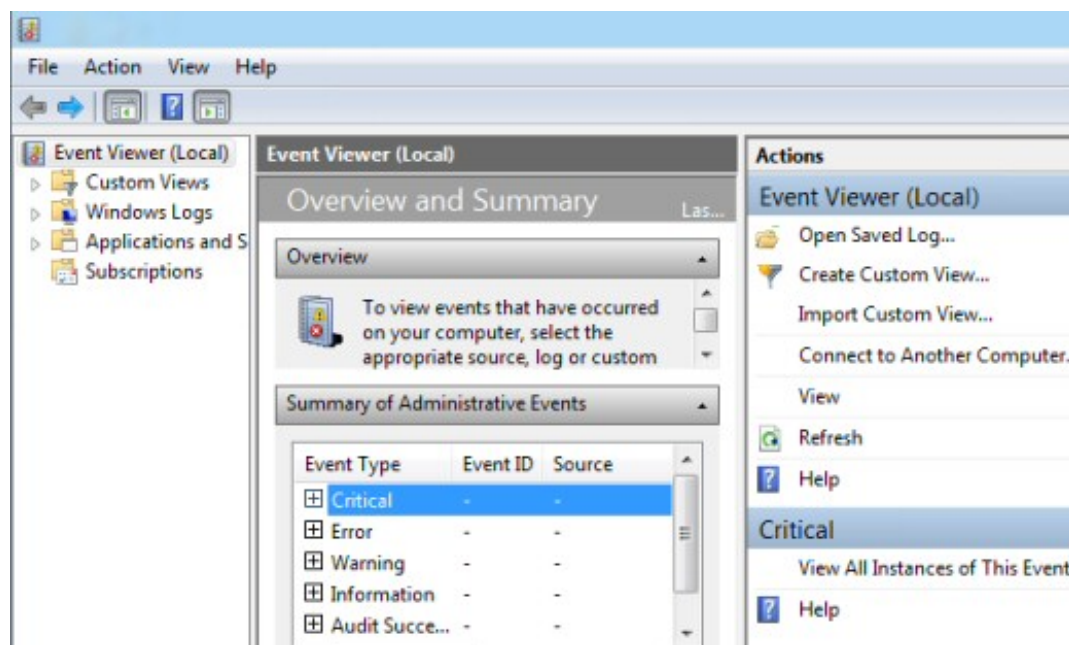 File Action View Help
Event Viewer (Local)
Custom Views
Windows Logs
Applications and S
Subscriptions
Event Viewer (Local)
Overview and Summary Las...
Overview
To view events that have occurred
on your computer, select the
appropriate source, log or custom
Summary of Administrative Events
Event Type Event ID Source
Critical - -
Error - -
Warning - -
Information - -
Audit Succe... - -
Actions
Event Viewer (Local)
Open Saved Log...
Create Custom View...
Import Custom View...
Connect to Another Computer.
View
Refresh
Help
Critical
View All Instances of This Event
Help